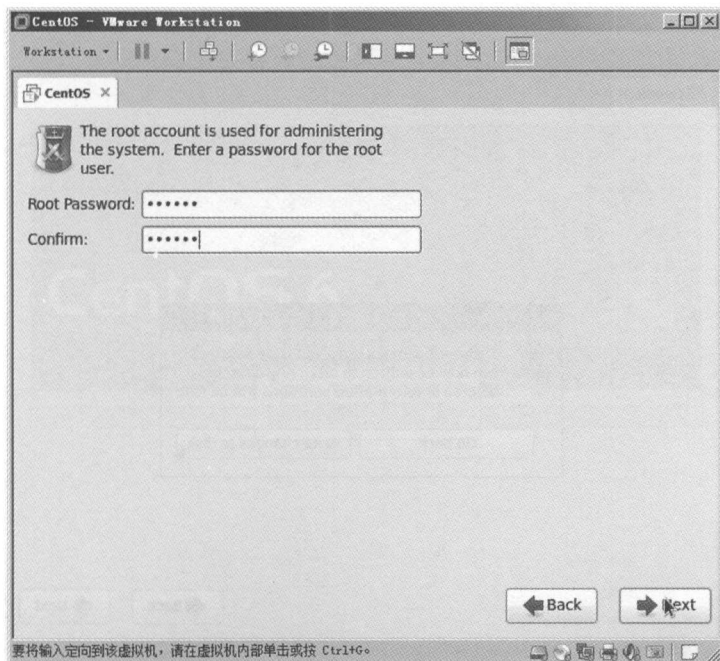 CentOS - VMware Workstation
Workstation
CentOS
The root account is used for administering
the system. Enter a password for the root
user.
Root Password: ••••••
Confirm: ••••••
Back
Next
要将输入定向到该虚拟机，请在虚拟机内部单击或按 Ctrl+G。